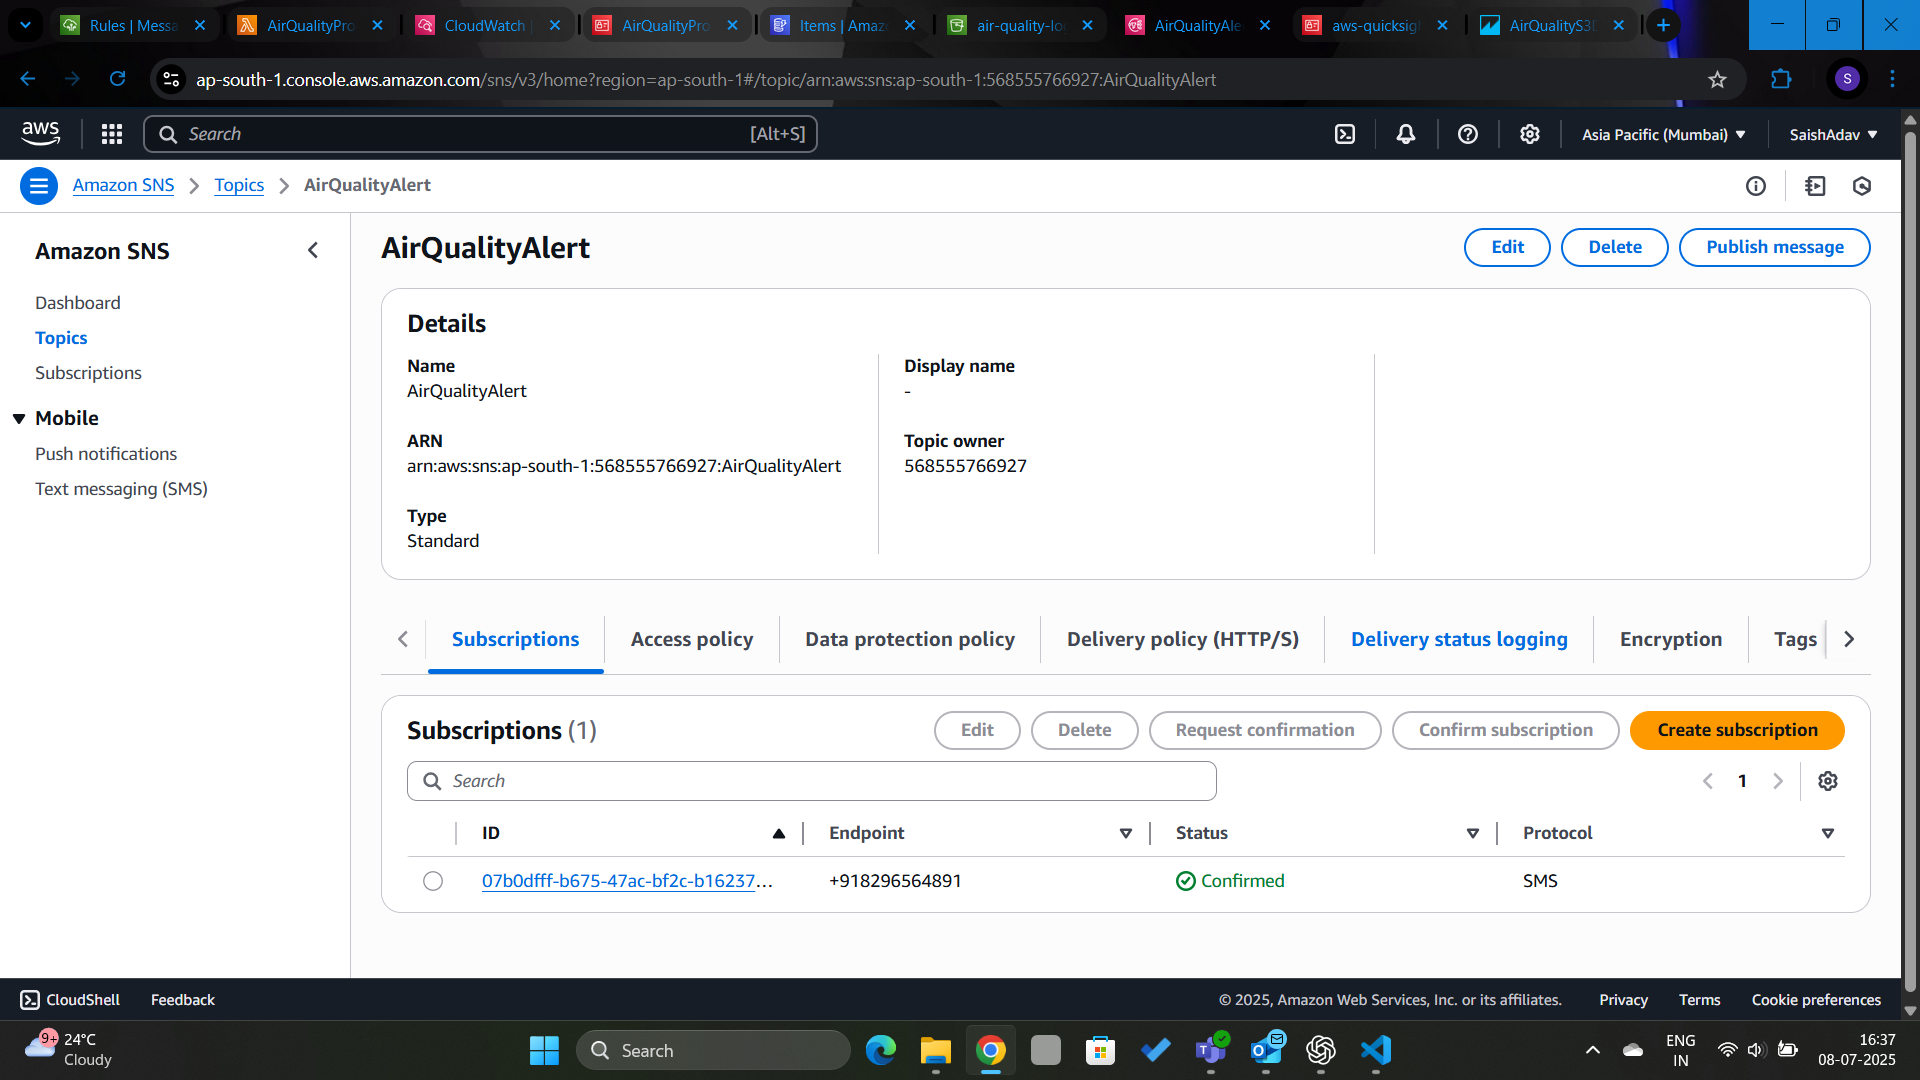 Rules | Messa
AirQualityPro
CloudWatch
AirQualityPro
Items | Amaz
air-quality-lo
AirQualityAle
aws-quicksigh
AirQualityS3
ap-south-1.console.aws.amazon.com/sns/v3/home?region=ap-south-1#/topic/arn:aws:sns:ap-south-1:568555766927:AirQualityAlert
S
aws
Search
[Alt+S]
Asia Pacific (Mumbai)
SaishAdav
Amazon SNS
Topics
AirQualityAlert
Amazon SNS
Dashboard
Topics
Subscriptions
Mobile
Push notifications
Text messaging (SMS)
AirQualityAlert
Edit
Delete
Publish message
Details
Name
AirQualityAlert
Display name
-
ARN
arn:aws:sns:ap-south-1:568555766927:AirQualityAlert
Topic owner
568555766927
Type
Standard
Subscriptions
Access policy
Data protection policy
Delivery policy (HTTP/S)
Delivery status logging
Encryption
Tags
Subscriptions (1)
Edit
Delete
Request confirmation
Confirm subscription
Create subscription
Search
1
ID
Endpoint
Status
Protocol
07b0dfff-b675-47ac-bf2c-b16237...
+918296564891
Confirmed
SMS
CloudShell
Feedback
© 2025, Amazon Web Services, Inc. or its affiliates.
Privacy
Terms
Cookie preferences
9+
24°C
Cloudy
Search
ENG
IN
16:37
08-07-2025